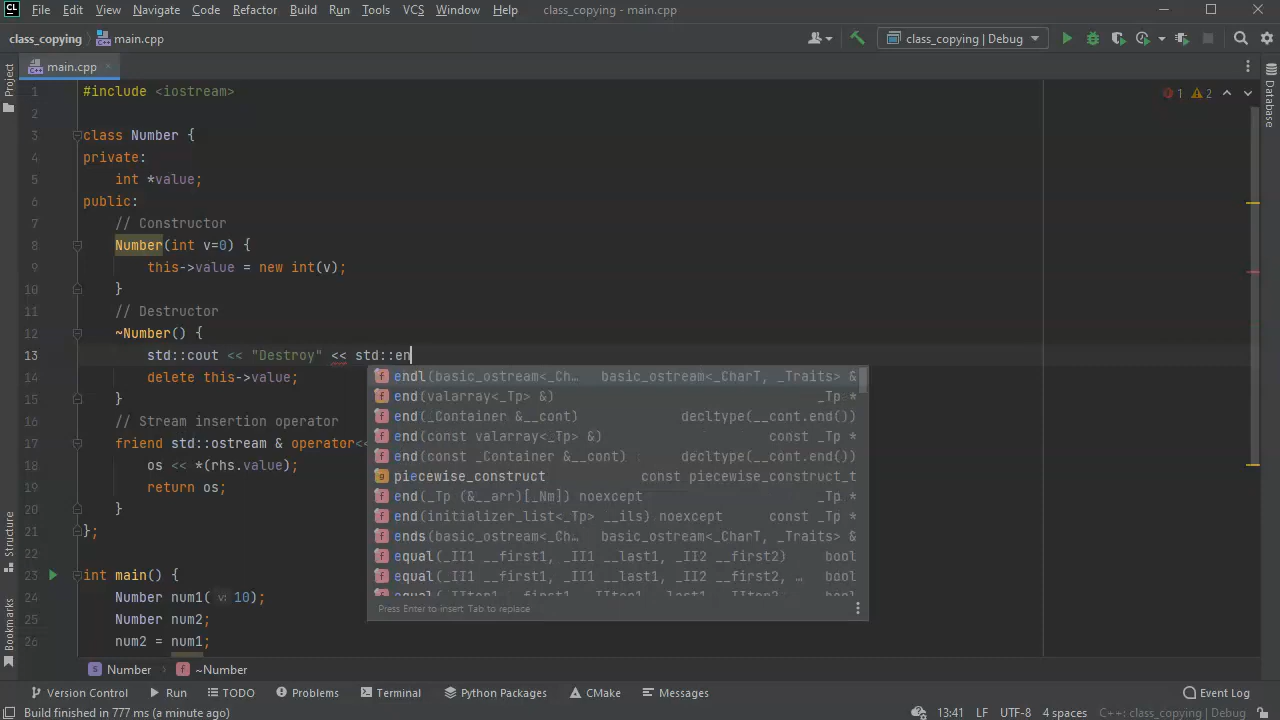 File Edit View Navigate Code Refactor Build Run Tools VCS Window Help class_copying - main.cpp
class_copying main.cpp class_copying | Debug
main.cpp
1 #include <iostream> 1 2
2
3 class Number {
4 private:
5 int *value;
6 public:
7 // Constructor
8 Number(int v=0) {
9 this->value = new int(v);
10 }
11 // Destructor
12 ~Number() {
13 std::cout << "Destroy" << std::en
14 delete this->value;
15 }
16 // Stream insertion operator
17 friend std::ostream & operator<<
18 os << *(rhs.value);
19 return os;
20 }
21 };
22
23 int main() {
24 Number num1( v: 10);
25 Number num2;
26 num2 = num1;
endl(basic_ostream<_Ch… basic_ostream<_CharT, _Traits> &
end(valarray<_Tp> &) _Tp *
end(_Container &__cont) decltype(__cont.end())
end(const valarray<_Tp> &) const _Tp *
end(const _Container &__cont) decltype(__cont.end())
piecewise_construct const piecewise_construct_t
end(_Tp (&__arr)[_Nm]) noexcept _Tp *
end(initializer_list<_Tp> __ils) noexcept const _Tp *
ends(basic_ostream<_Ch… basic_ostream<_CharT, _Traits> &
equal(_II1 __first1, _II1 __last1, _II2 __first2) bool
equal(_II1 __first1, _II1 __last1, _II2 __first2, … bool
Press Enter to insert, Tab to replace
Project
Structure
Bookmarks
Database
Number ~Number
Version Control Run TODO Problems Terminal Python Packages CMake Messages Event Log
Build finished in 777 ms (a minute ago) 13:41 LF UTF-8 4 spaces C++: class_copying | Debug